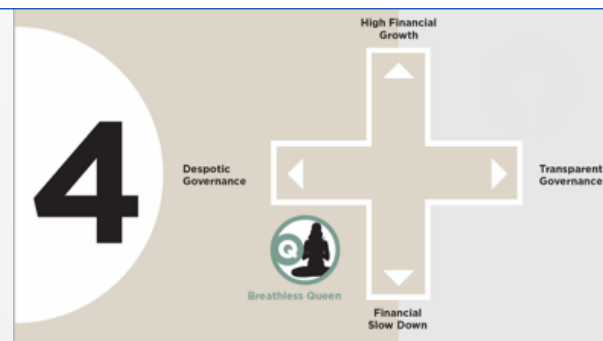 High Financial
Growth
4
Despotic
Governance
Transparent
Governance
Q
Breathless Queen
Financial
Slow Down